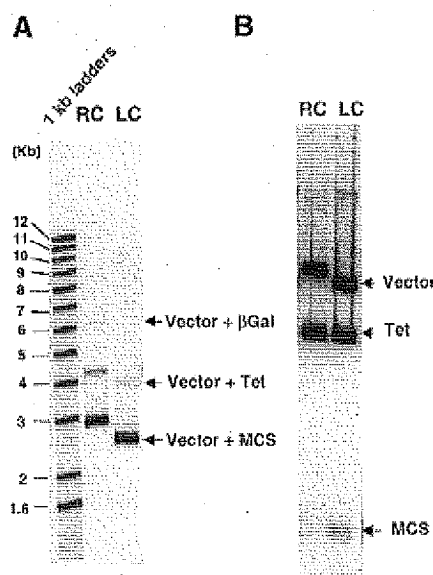 A
B
1 kb ladders
RC LC
RC LC
[Kb]
12
11
10
9
8
7
6
5
4
3
2
1.6
Vector + βGal
Vector + Tet
Vector + MCS
Vector
Tet
MCS